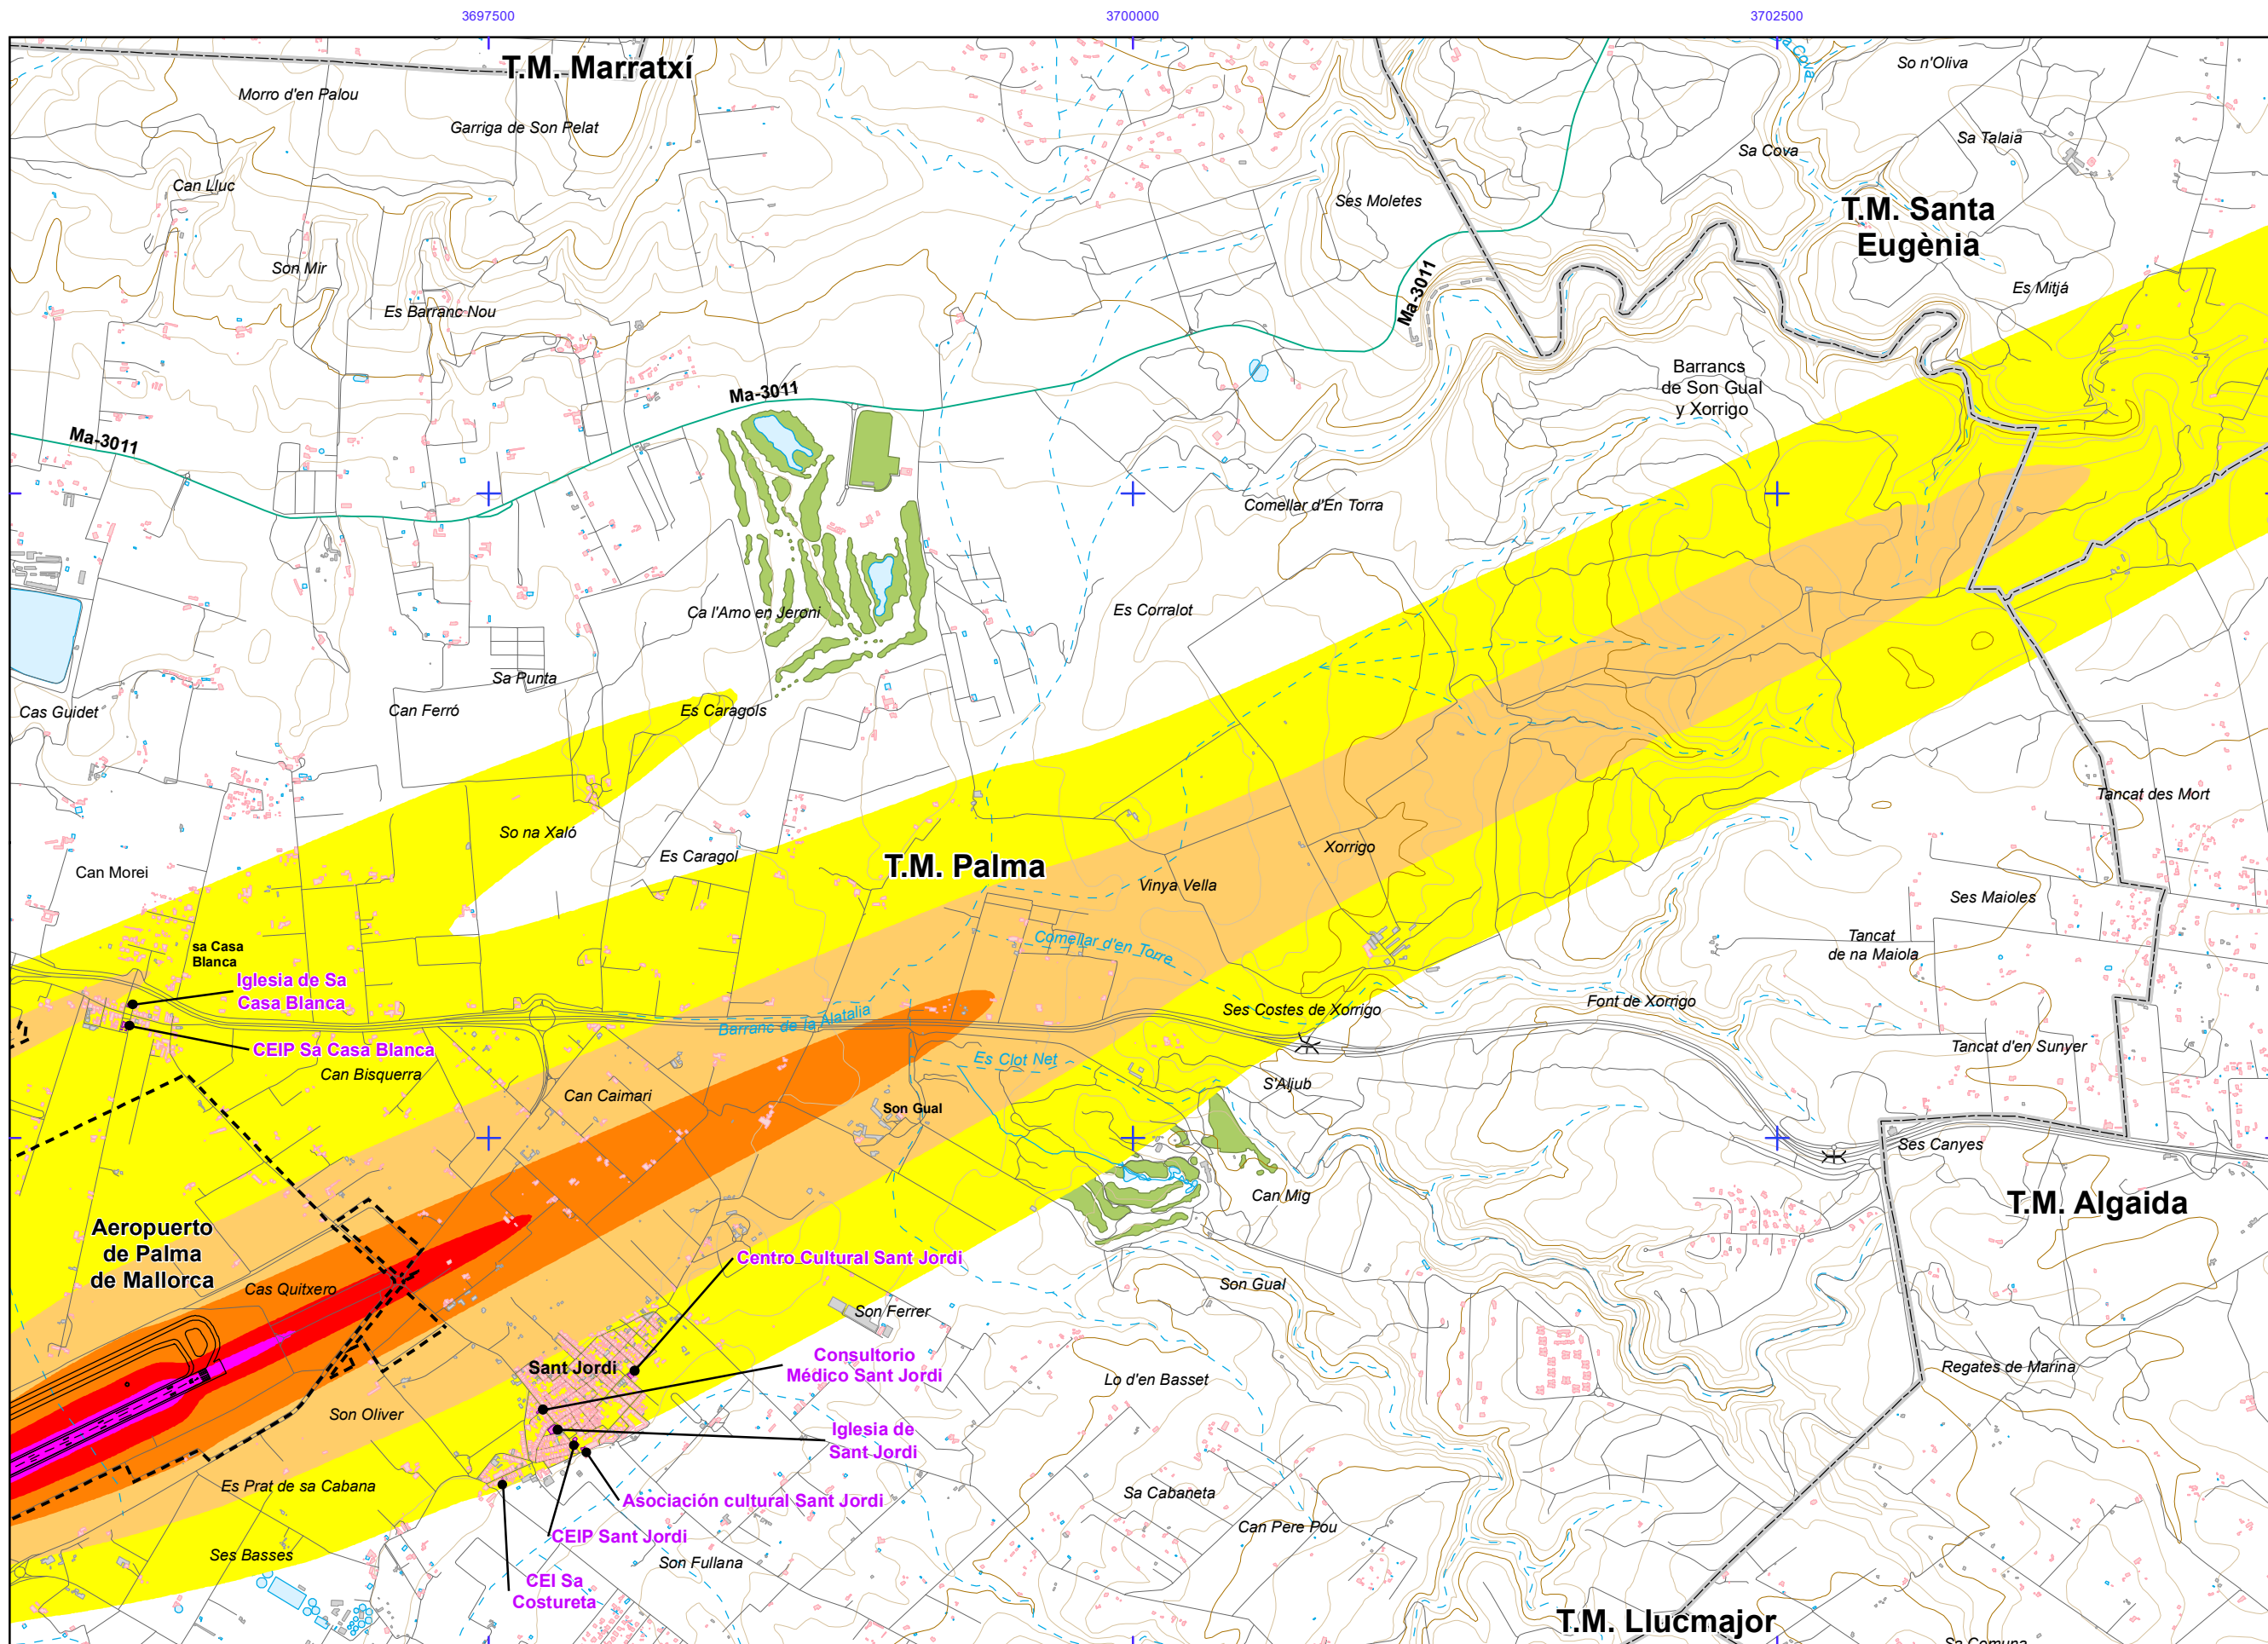 3697500
3700000
3702500
T.M. Marratxí
Sa Cova
So n'Oliva
Morro d'en Palou
Garriga de Son Pelat
Sa Talaia
Sa Cova
Can Lluc
Ses Moletes
T.M. Santa
Eugènia
Son Mir
Es Mitjá
Ma-3011
Es Barranc Nou
Barrancs
de Son Gual
y Xorrigo
Ma-3011
Ma-3011
Comellar d'En Torra
Ca l'Amo en Jeroni
Es Corralot
Sa Punta
Cas Guidet
Can Ferró
Es Caragols
Tancat des Mort
So na Xaló
Xorrigo
Es Caragol
T.M. Palma
Can Morei
Vinya Vella
Ses Maioles
Tancat
de na Maiola
sa Casa
Blanca
Comellar d'en Torre
Iglesia de Sa
Casa Blanca
Ses Costes de Xorrigo
Font de Xorrigo
Barranc de la Alatalia
CEIP Sa Casa Blanca
Es Clot Net
Tancat d'en Sunyer
Can Bisquerra
S'Aljub
Can Caimari
Son Gual
Ses Canyes
Can Mig
T.M. Algaida
Aeropuerto
de Palma
de Mallorca
Centro Cultural Sant Jordi
Cas Quitxero
Son Gual
Son Ferrer
Sant Jordi
Consultorio
Médico Sant Jordi
Lo d'en Basset
Regates de Marina
Son Oliver
Iglesia de
Sant Jordi
Es Prat de sa Cabana
Sa Cabaneta
Asociación cultural Sant Jordi
CEIP Sant Jordi
Can Pere Pou
Ses Basses
Son Fullana
CEI Sa
Costureta
T.M. Llucmajor
Sa Comuna